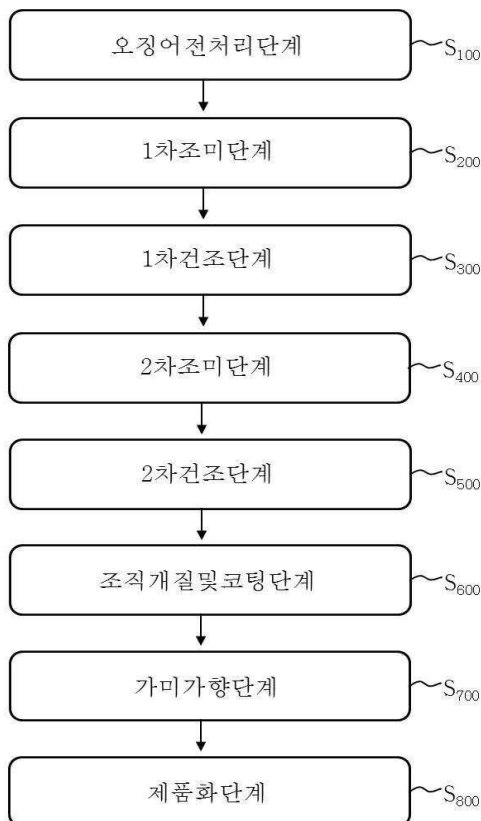 오징어전처리단계 S100
1차조미단계 S200
1차건조단계 S300
2차조미단계 S400
2차건조단계 S500
조직개질및코팅단계 S600
가미가향단계 S700
제품화단계 S800